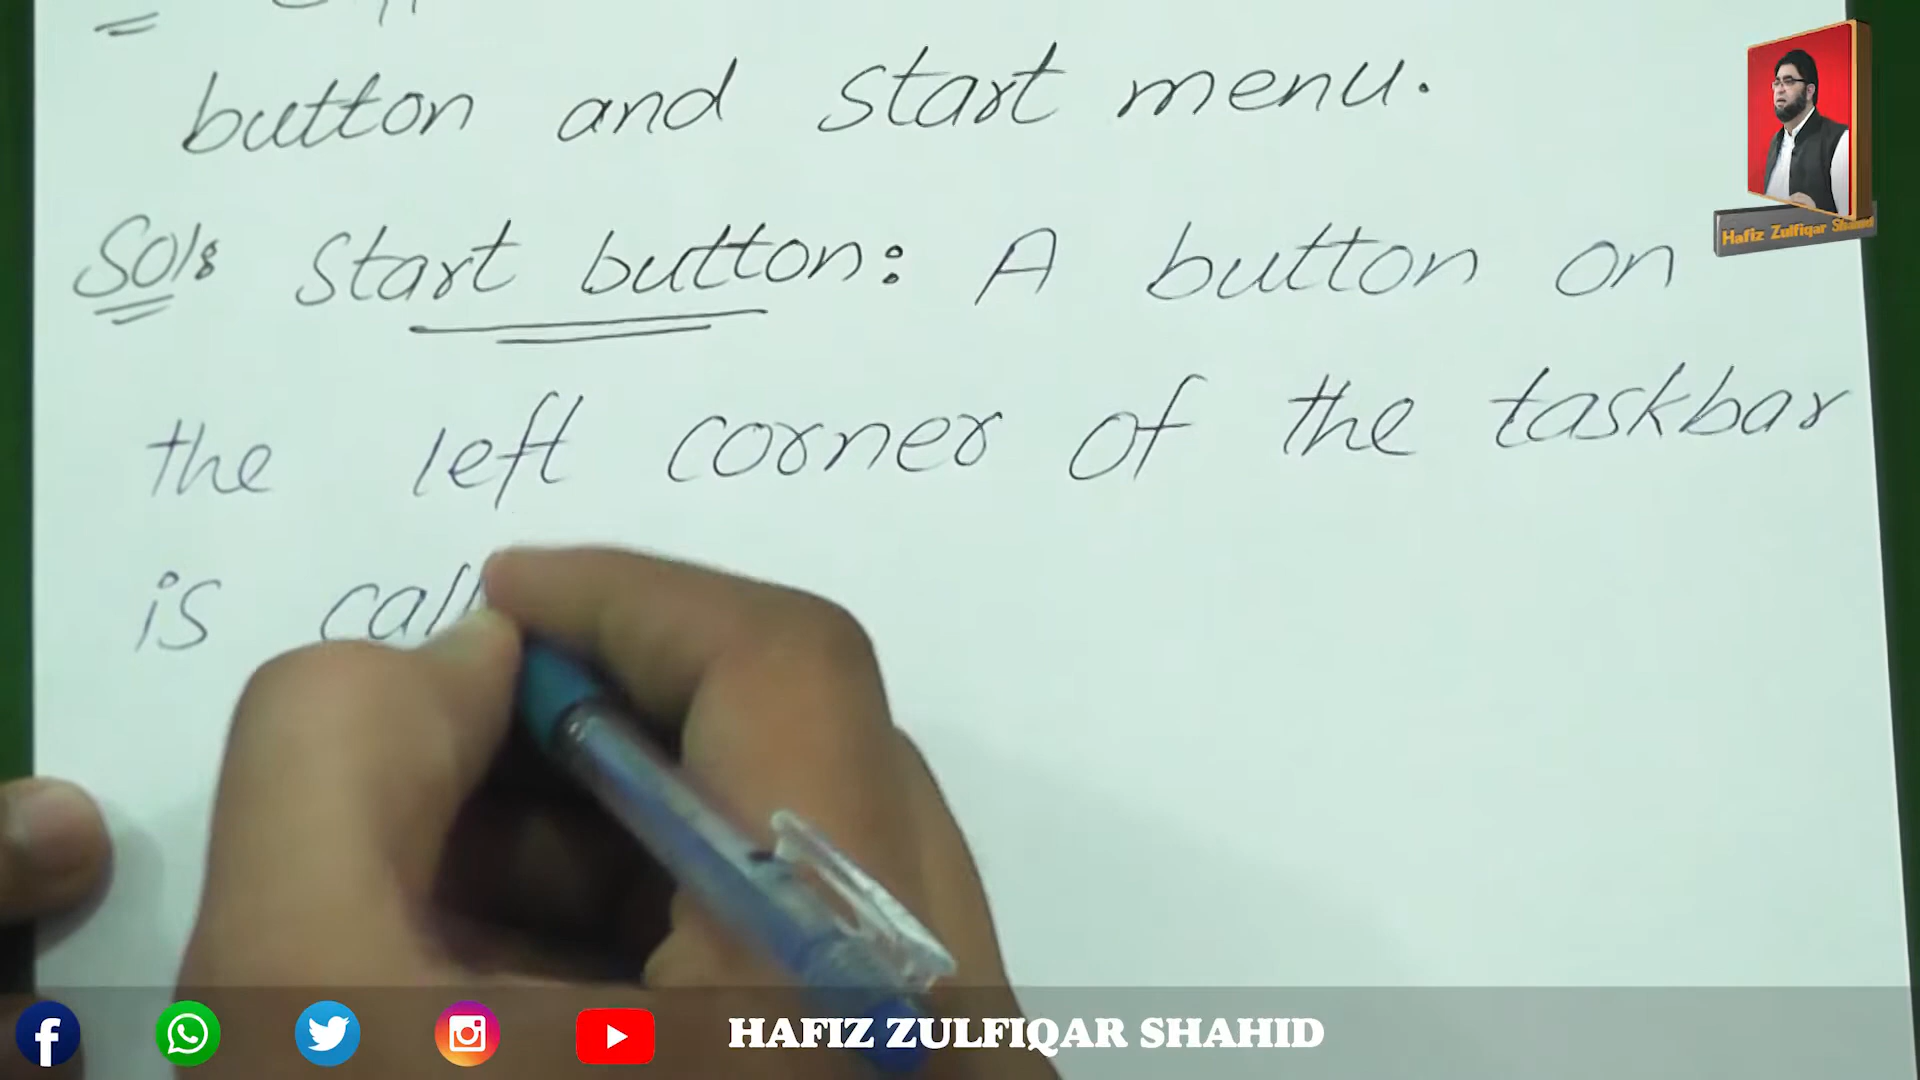 button and start menu.
Sol: Start button: A button on
the left corner of the taskbar
is call
Hafiz Zulfiqar Shahid
HAFIZ ZULFIQAR SHAHID